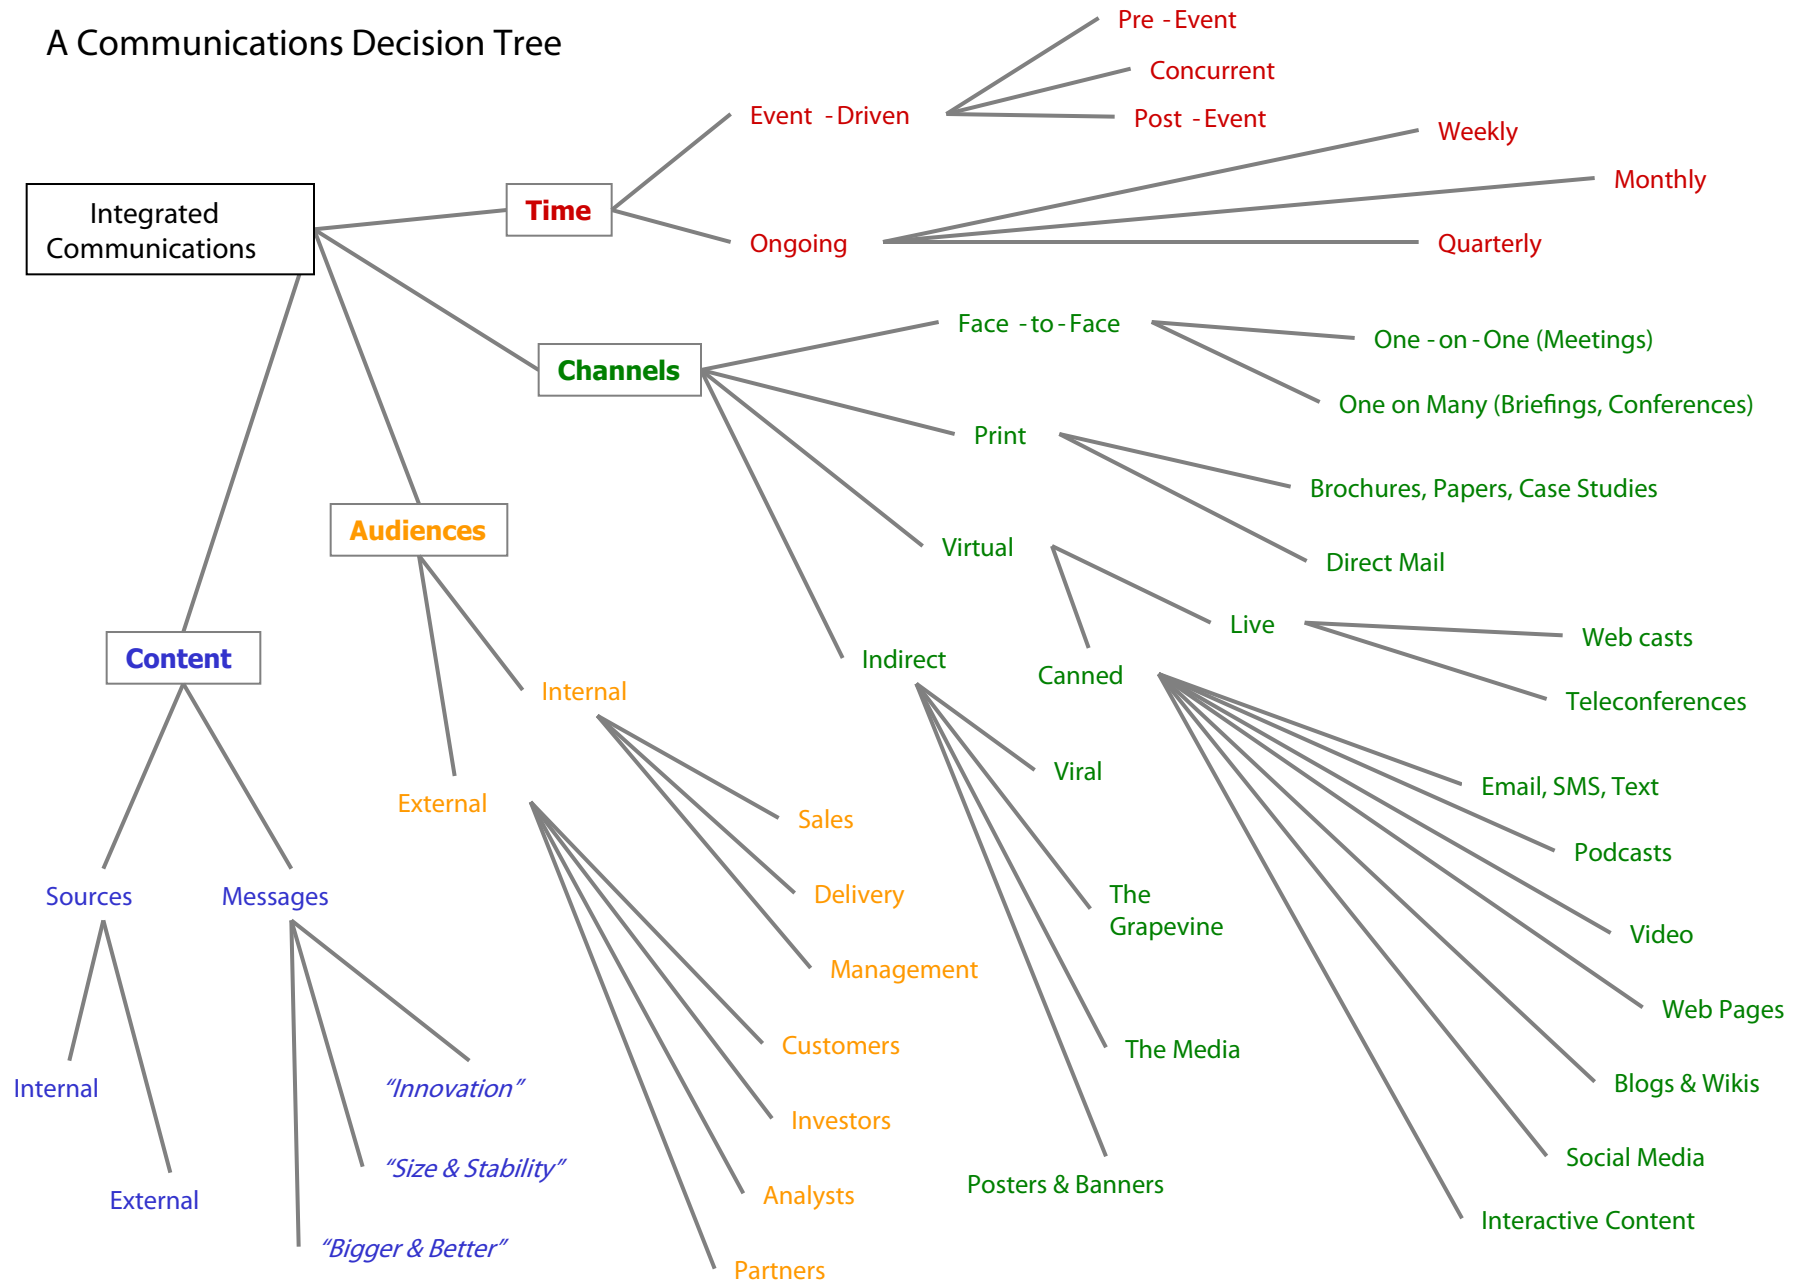 A Communications Decision Tree
Integrated
Communications
Time
Event - Driven
Pre - Event
Concurrent
Post - Event
Ongoing
Weekly
Monthly
Quarterly
Channels
Face - to - Face
One - on - One (Meetings)
One on Many (Briefings, Conferences)
Print
Brochures, Papers, Case Studies
Direct Mail
Virtual
Live
Web casts
Teleconferences
Canned
Email, SMS, Text
Podcasts
Video
Web Pages
Blogs & Wikis
Social Media
Interactive Content
Indirect
Viral
The
Grapevine
The Media
Posters & Banners
Audiences
Internal
Sales
Delivery
Management
External
Customers
Investors
Analysts
Partners
Content
Sources
Internal
External
Messages
“Innovation”
“Size & Stability”
“Bigger & Better”